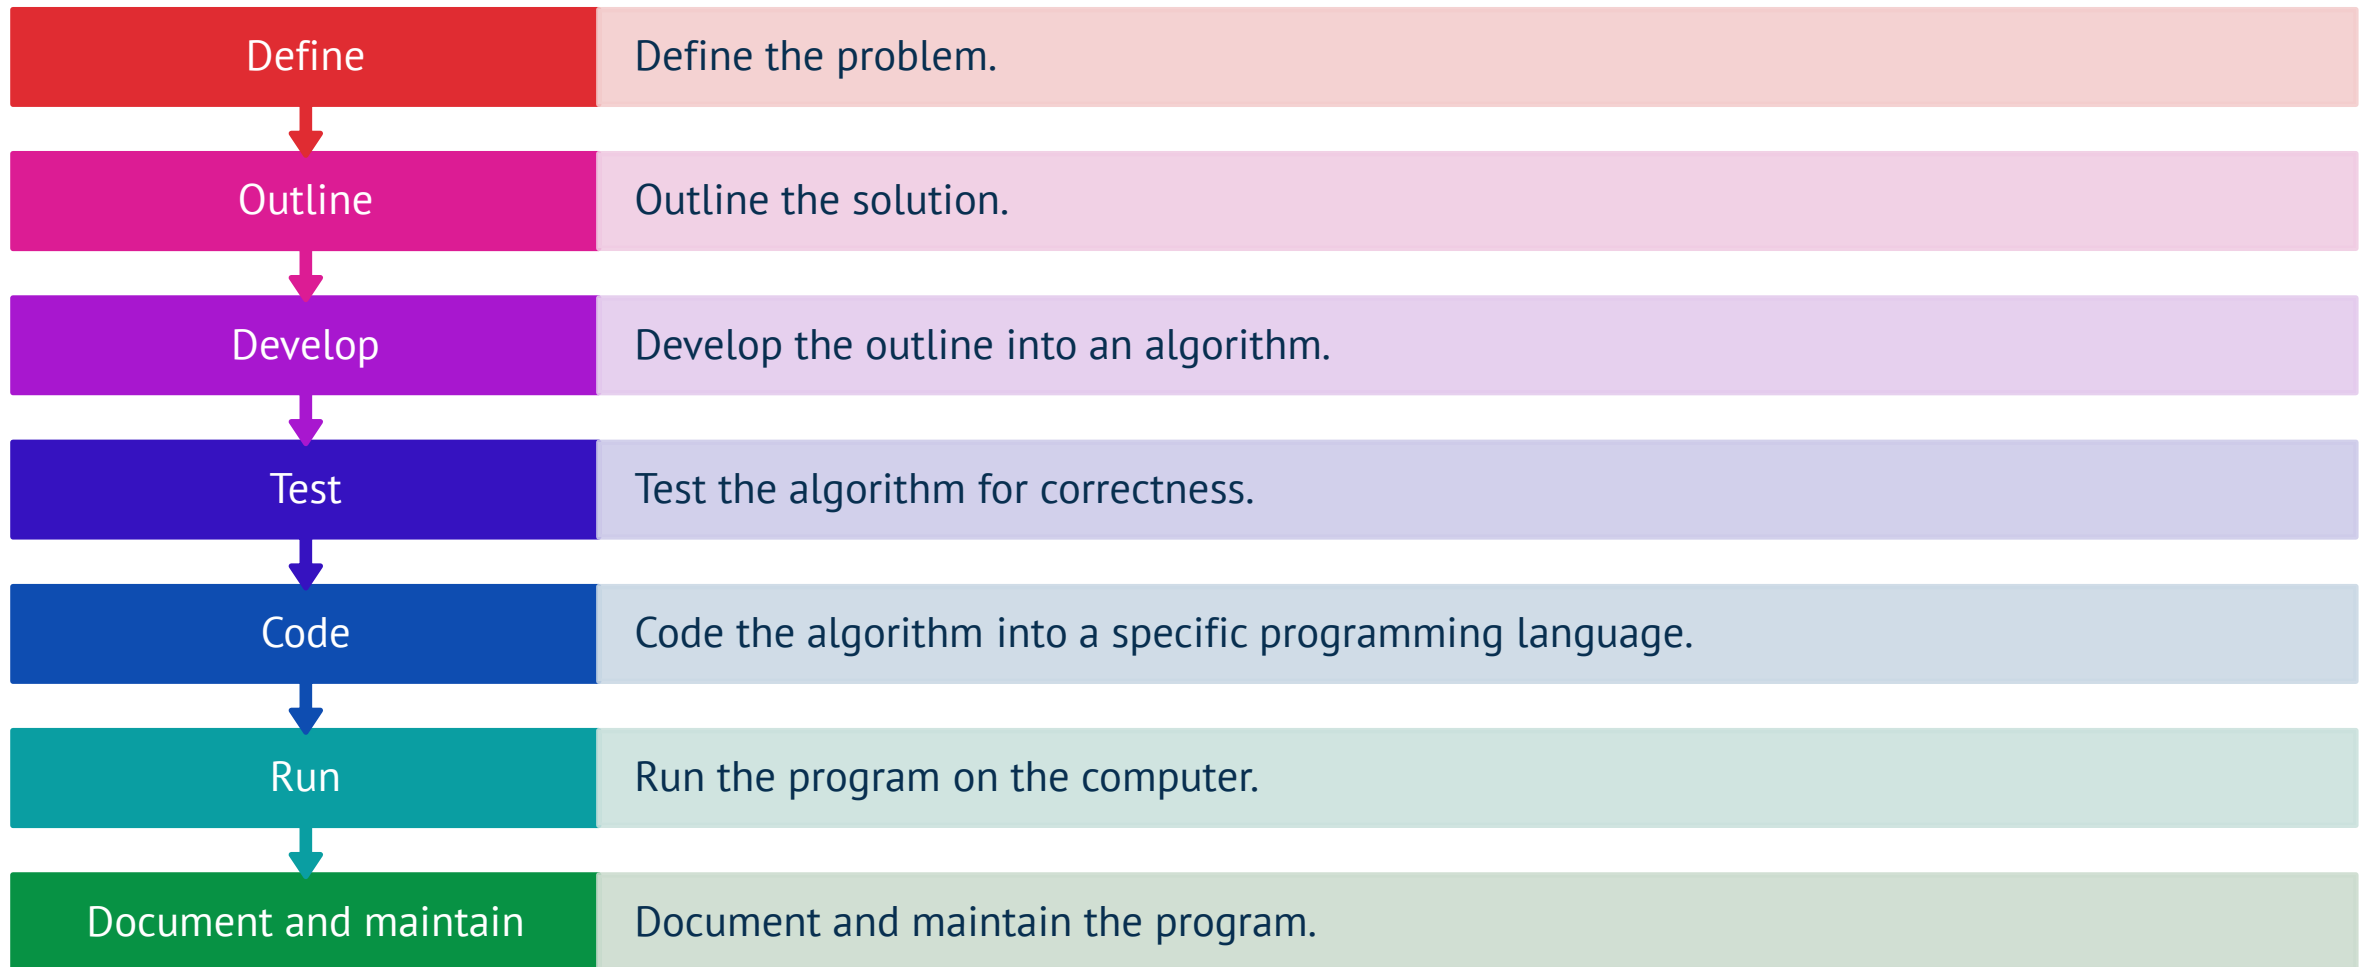 Define
Define the problem.
Outline
Outline the solution.
Develop
Develop the outline into an algorithm.
Test
Test the algorithm for correctness.
Code
Code the algorithm into a specific programming language.
Run
Run the program on the computer.
Document and maintain
Document and maintain the program.